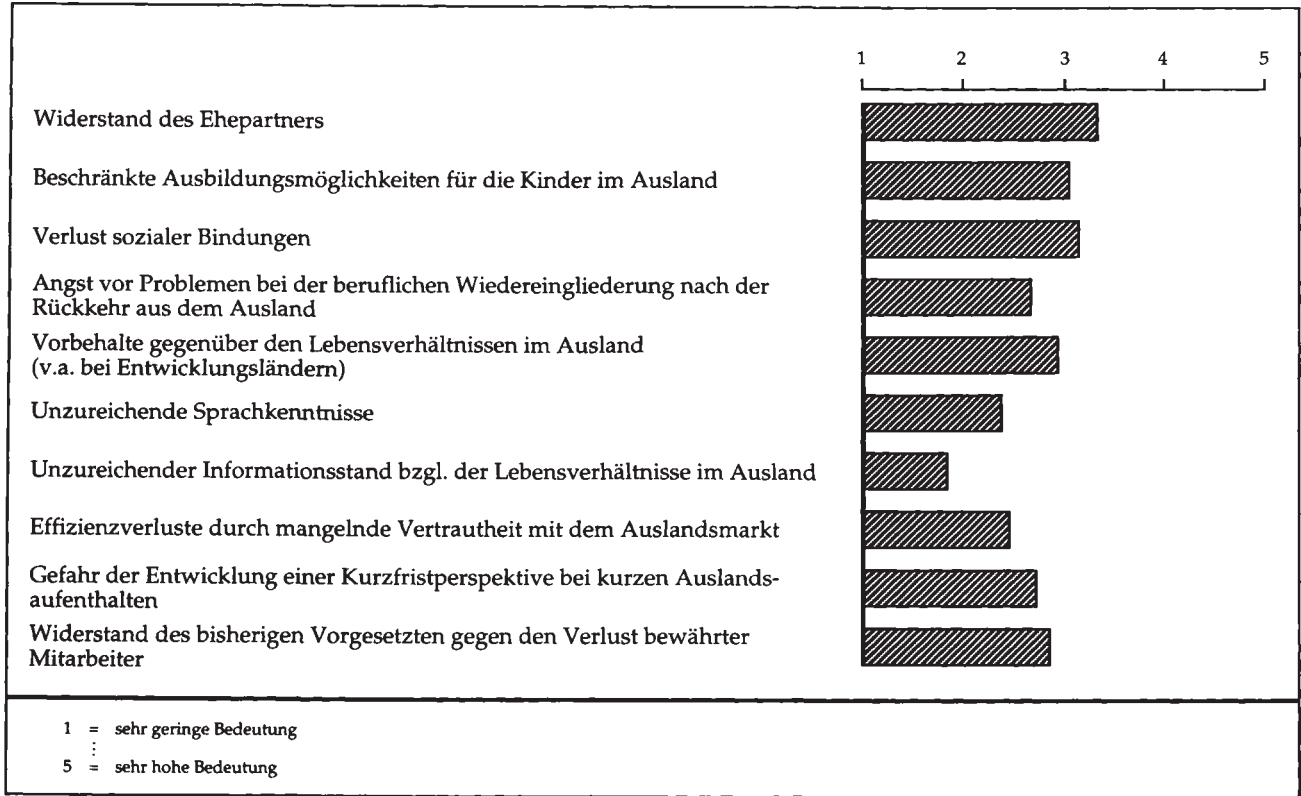 1 2 3 4 5
Widerstand des Ehepartners
Beschränkte Ausbildungsmöglichkeiten für die Kinder im Ausland
Verlust sozialer Bindungen
Angst vor Problemen bei der beruflichen Wiedereingliederung nach der
Rückkehr aus dem Ausland
Vorbehalte gegenüber den Lebensverhältnissen im Ausland
(v.a. bei Entwicklungsländern)
Unzureichende Sprachkenntnisse
Unzureichender Informationsstand bzgl. der Lebensverhältnisse im Ausland
Effizienzverluste durch mangelnde Vertrautheit mit dem Auslandsmarkt
Gefahr der Entwicklung einer Kurzfristperspektive bei kurzen Auslands-
aufenthalten
Widerstand des bisherigen Vorgesetzten gegen den Verlust bewährter
Mitarbeiter
1 = sehr geringe Bedeutung
⋮
5 = sehr hohe Bedeutung